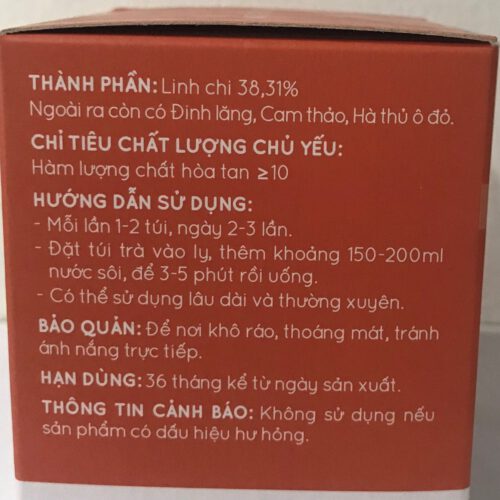 THÀNH PHẦN: Linh chi 38,31%
Ngoài ra còn có Đinh lăng, Cam thảo, Hà thủ ô đỏ.
CHỈ TIÊU CHẤT LƯỢNG CHỦ YẾU:
Hàm lượng chất hòa tan ≥10
HƯỚNG DẪN SỬ DỤNG:
- Mỗi lần 1-2 túi, ngày 2-3 lần.
- Đặt túi trà vào ly, thêm khoảng 150-200ml
nước sôi, để 3-5 phút rồi uống.
- Có thể sử dụng lâu dài và thường xuyên.
BẢO QUẢN: Để nơi khô ráo, thoáng mát, tránh
ánh nắng trực tiếp.
HẠN DÙNG: 36 tháng kể từ ngày sản xuất.
THÔNG TIN CẢNH BÁO: Không sử dụng nếu
sản phẩm có dấu hiệu hư hỏng.